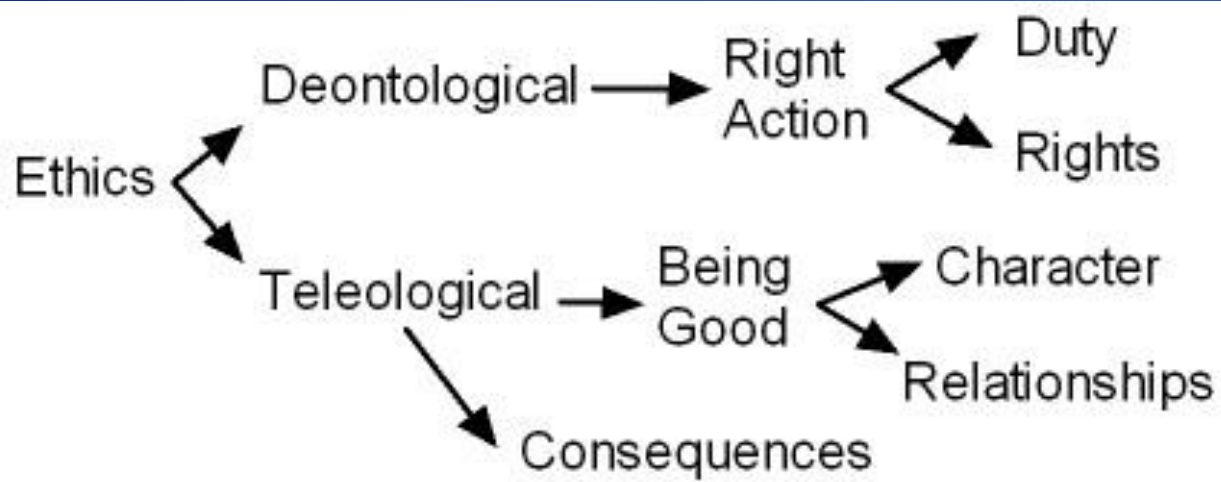 Ethics
Deontological
Right
Action
Duty
Rights
Teleological
Being
Good
Character
Relationships
Consequences